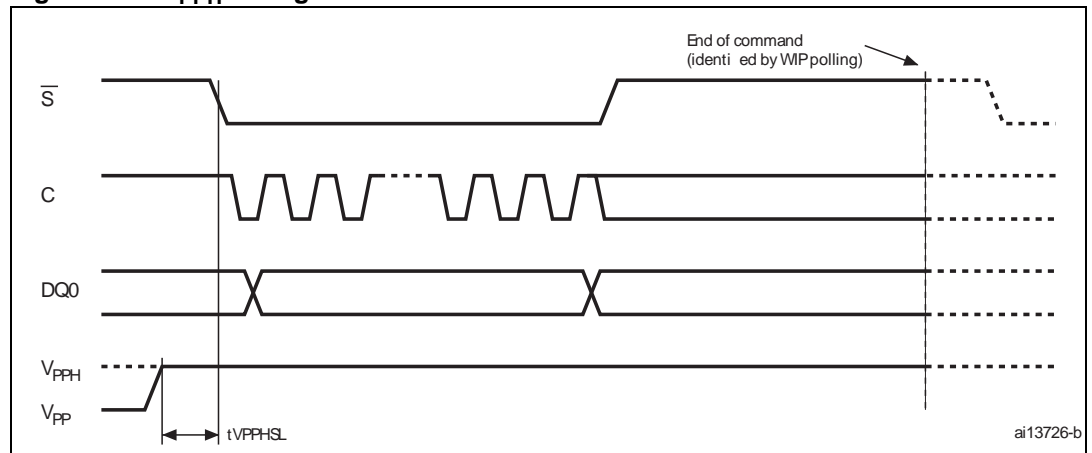 End of command
(identi ed by WIP polling)
S
C
DQ0
VPPH
VPP
tVPPHSL
ai13726-b